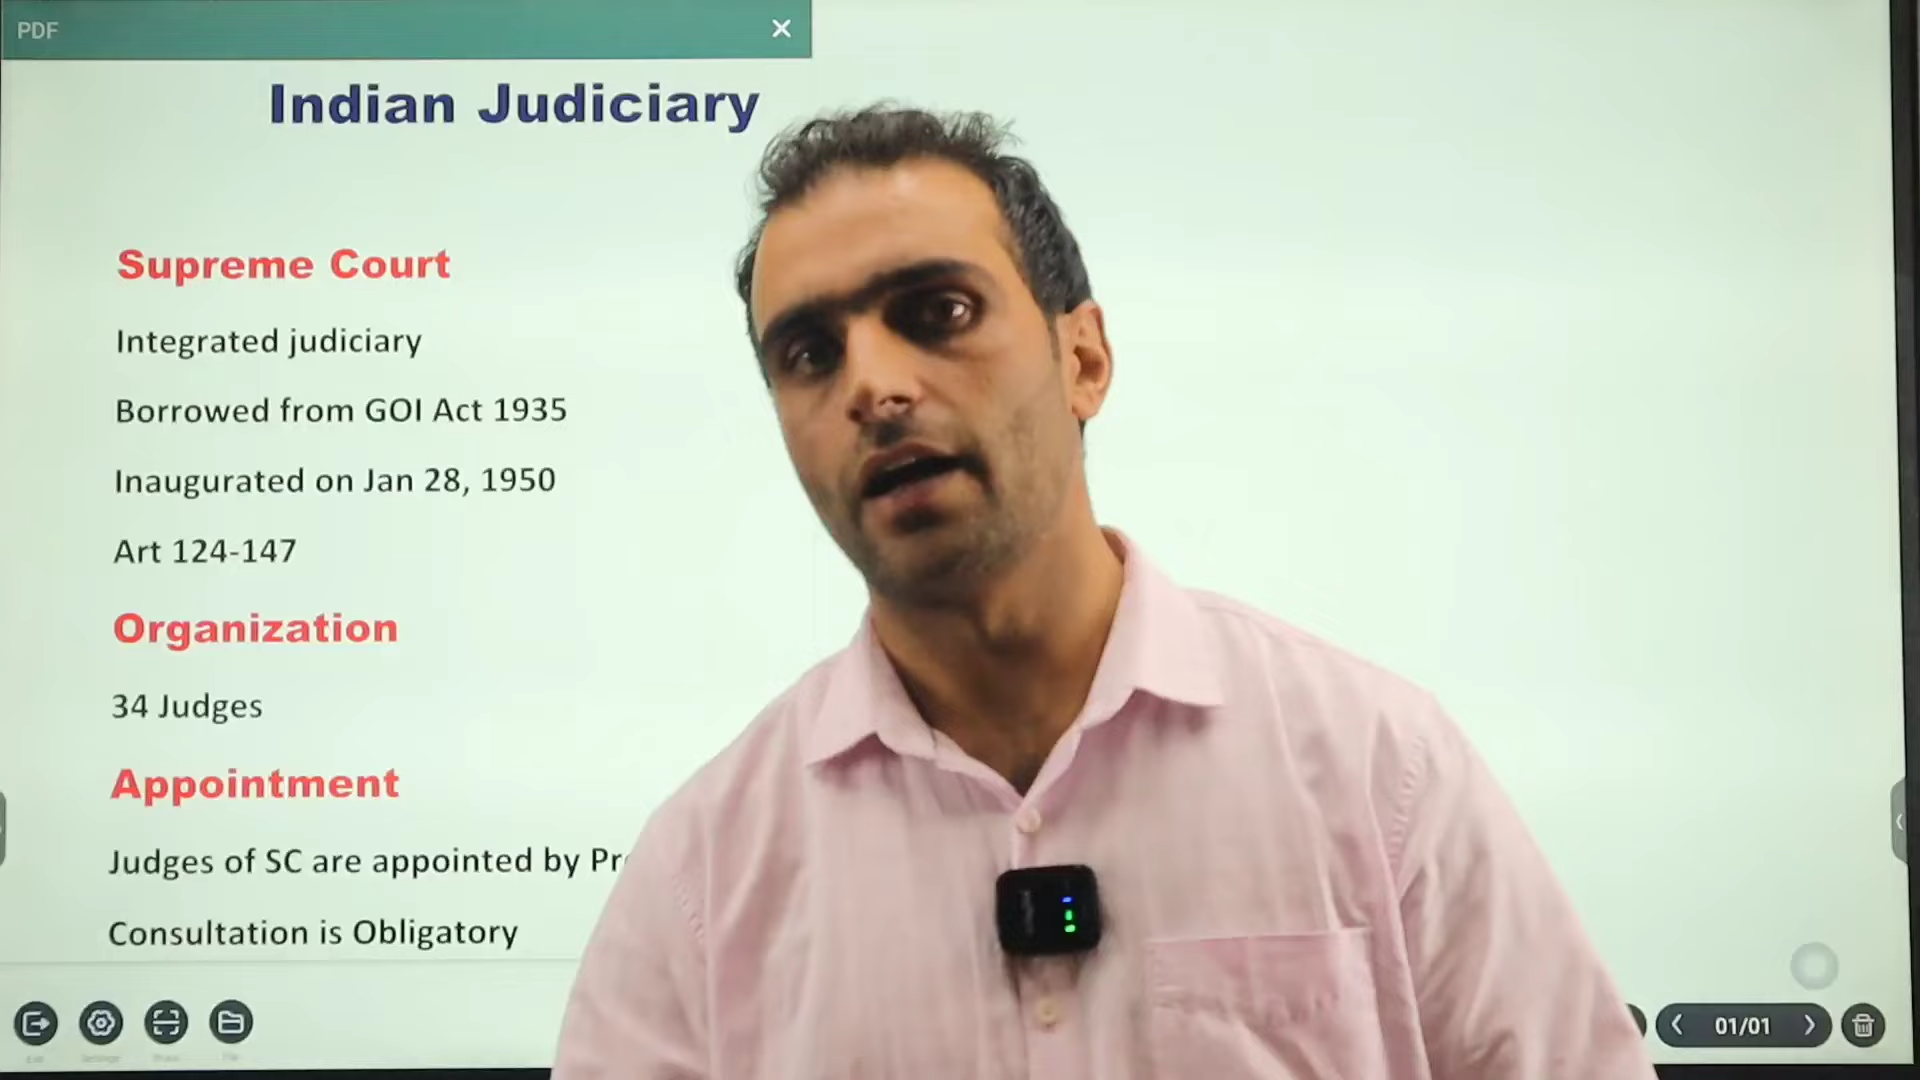 PDF
Indian Judiciary
Supreme Court
Integrated judiciary
Borrowed from GOI Act 1935
Inaugurated on Jan 28, 1950
Art 124-147
Organization
34 Judges
Appointment
Judges of SC are appointed by
Consultation is Obligatory
01/01